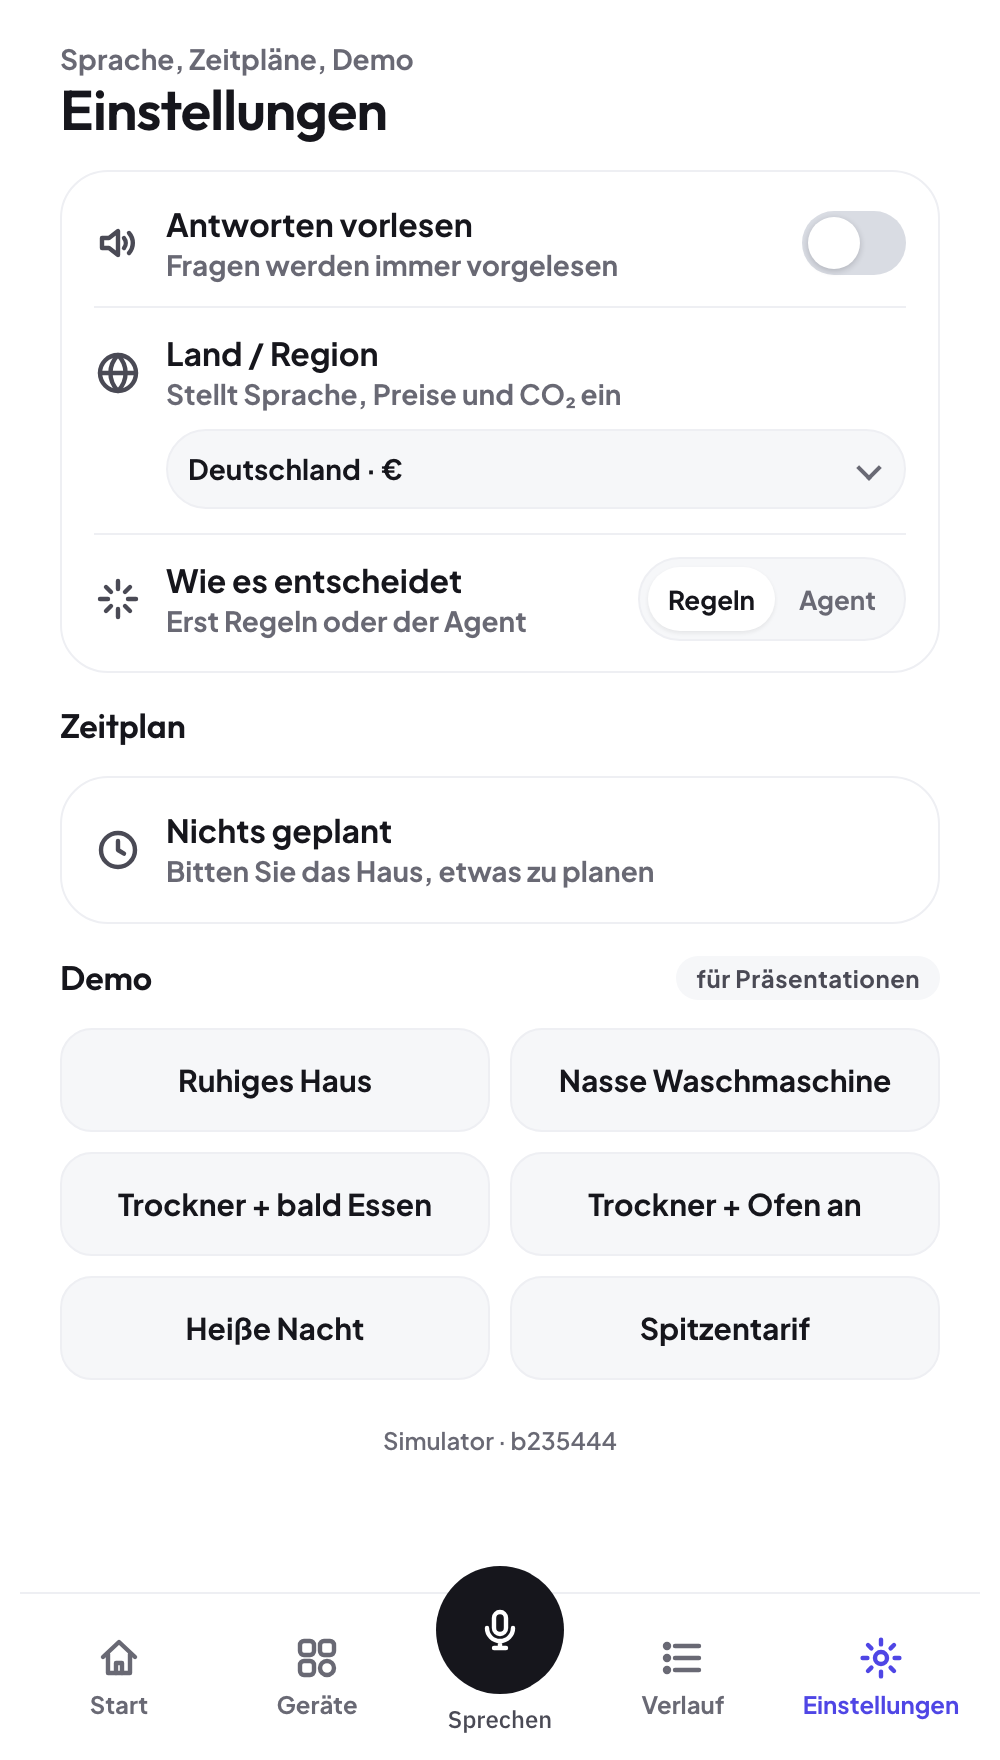 Sprache, Zeitpläne, Demo
Einstellungen
Antworten vorlesen
Fragen werden immer vorgelesen
Land / Region
Stellt Sprache, Preise und CO₂ ein
Deutschland · €
Wie es entscheidet
Erst Regeln oder der Agent
Regeln
Agent
Zeitplan
Nichts geplant
Bitten Sie das Haus, etwas zu planen
Demo
für Präsentationen
Ruhiges Haus
Nasse Waschmaschine
Trockner + bald Essen
Trockner + Ofen an
Heiße Nacht
Spitzentarif
Simulator · b235444
Start
Geräte
Sprechen
Verlauf
Einstellungen